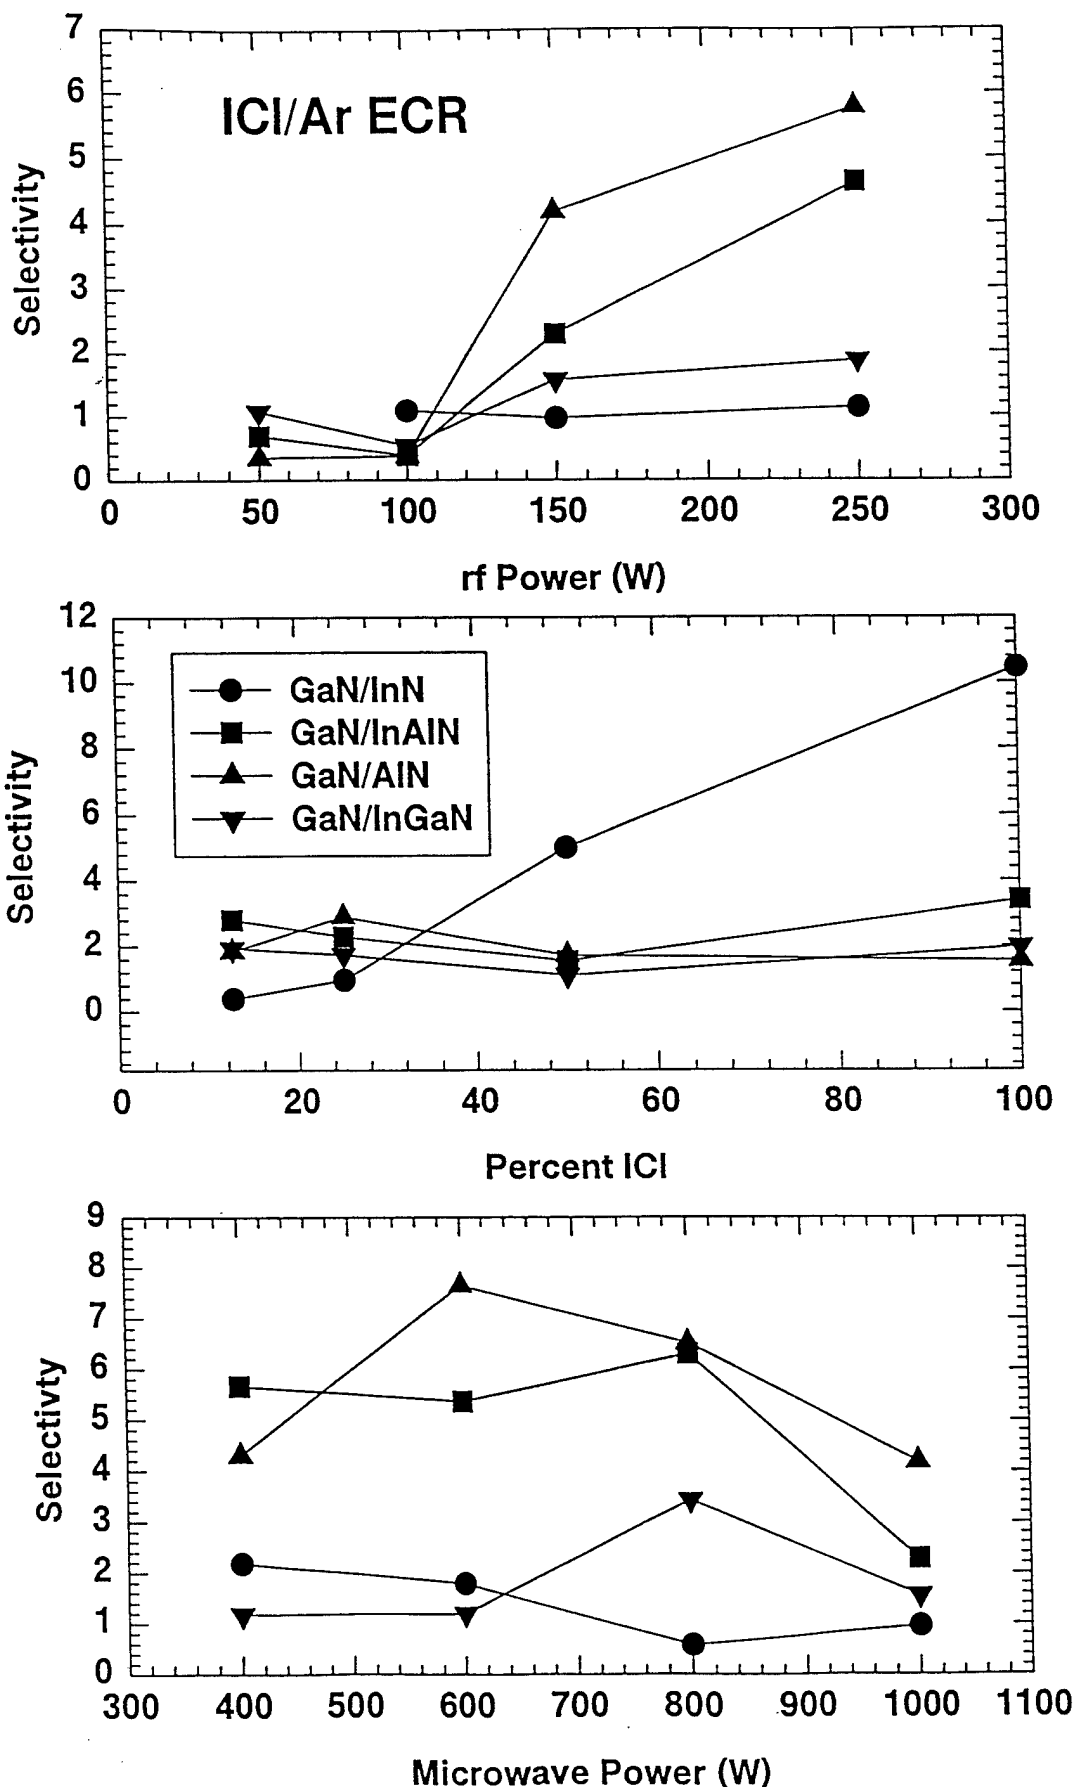 ICl/Ar ECR
Selectivity
7
6
5
4
3
2
1
0
0 50 100 150 200 250 300
rf Power (W)
Selectivity
12
10
8
6
4
2
0
GaN/InN
GaN/InAlN
GaN/AlN
GaN/InGaN
0 20 40 60 80 100
Percent ICl
Selectivty
9
8
7
6
5
4
3
2
1
0
300 400 500 600 700 800 900 1000 1100
Microwave Power (W)